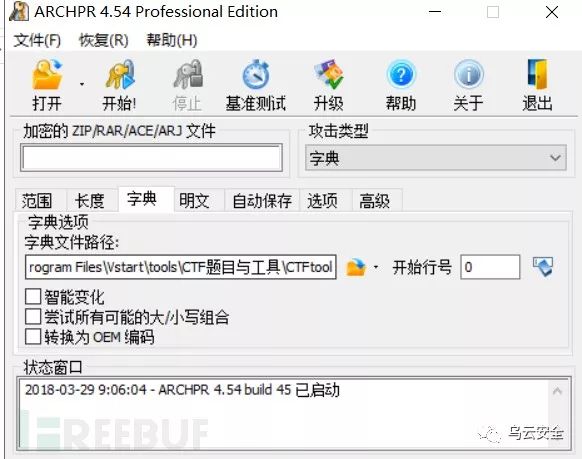 ARCHPR 4.54 Professional Edition
文件(F) 恢复(R) 帮助(H)
打开 开始! 停止 基准测试 升级 帮助 关于 退出
加密的 ZIP/RAR/ACE/ARJ 文件 攻击类型
字典
范围 长度 字典 明文 自动保存 选项 高级
字典选项
字典文件路径:
rogram Files\Vstart\tools\CTF题目与工具\CTFtool 开始行号 0
智能变化
尝试所有可能的大/小写组合
转换为 OEM 编码
状态窗口
2018-03-29 9:06:04 - ARCHPR 4.54 build 45 已启动
FREEBUF
乌云安全